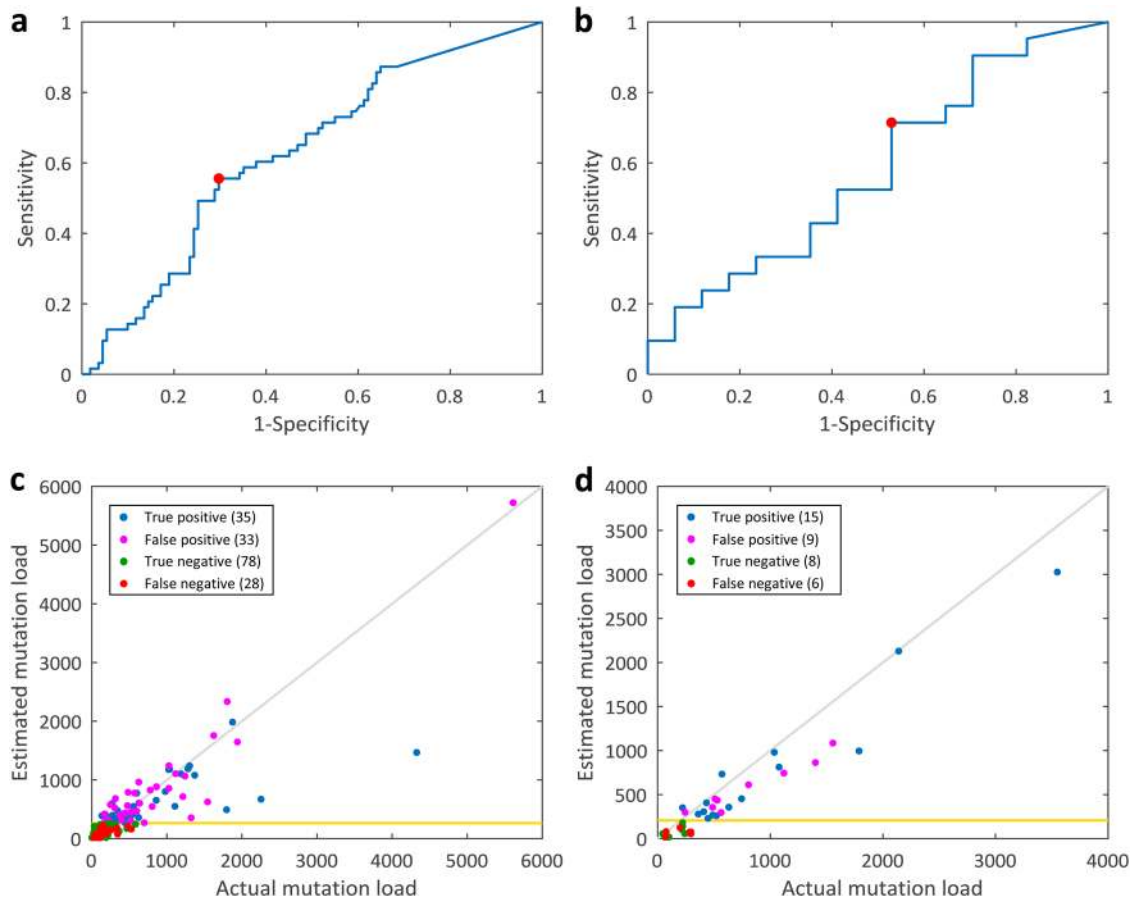 a
1
0.8
0.6
0.4
0.2
0
Sensitivity
0 0.2 0.4 0.6 0.8 1
1-Specificity
b
1
0.8
0.6
0.4
0.2
0
Sensitivity
0 0.2 0.4 0.6 0.8 1
1-Specificity
c
6000
5000
4000
3000
2000
1000
0
Estimated mutation load
True positive (35)
False positive (33)
True negative (78)
False negative (28)
0 1000 2000 3000 4000 5000 6000
Actual mutation load
d
4000
3500
3000
2500
2000
1500
1000
500
0
Estimated mutation load
True positive (15)
False positive (9)
True negative (8)
False negative (6)
0 1000 2000 3000 4000
Actual mutation load